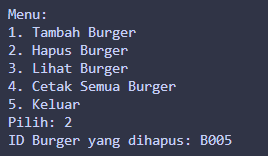 Menu:
1. Tambah Burger
2. Hapus Burger
3. Lihat Burger
4. Cetak Semua Burger
5. Keluar
Pilih: 2
ID Burger yang dihapus: B005